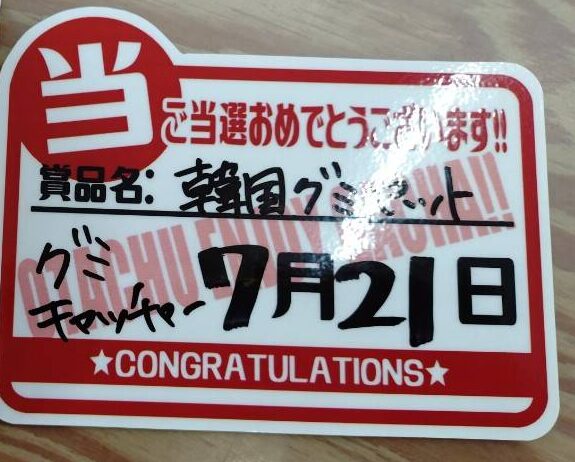 当
ご当選おめでとうございます!!
賞品名: 韓国グミセット
グミ
キャッチャー
7月21日
★CONGRATULATIONS★